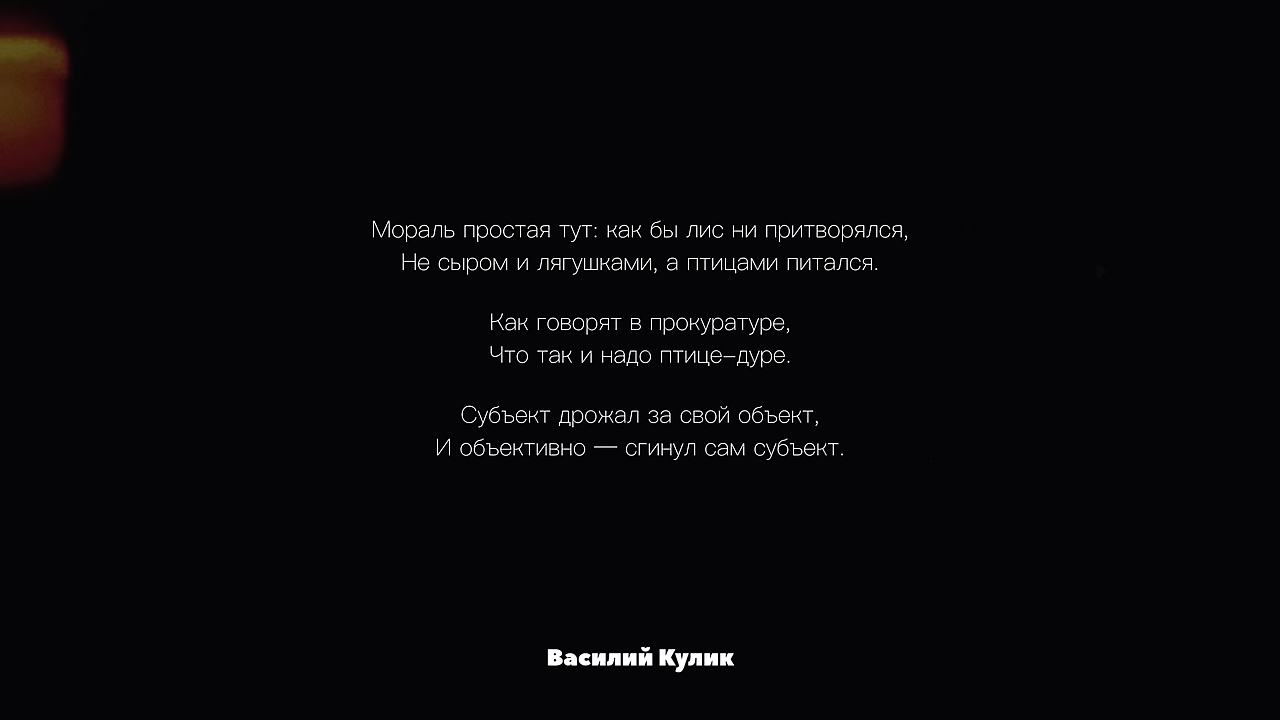 Мораль простая тут: как бы лис ни притворялся,
Не сыром и лягушками, а птицами питался.
Как говорят в прокуратуре,
Что так и надо птице–дуре.
Субъект дрожал за свой объект,
И объективно — сгинул сам субъект.
Василий Кулик